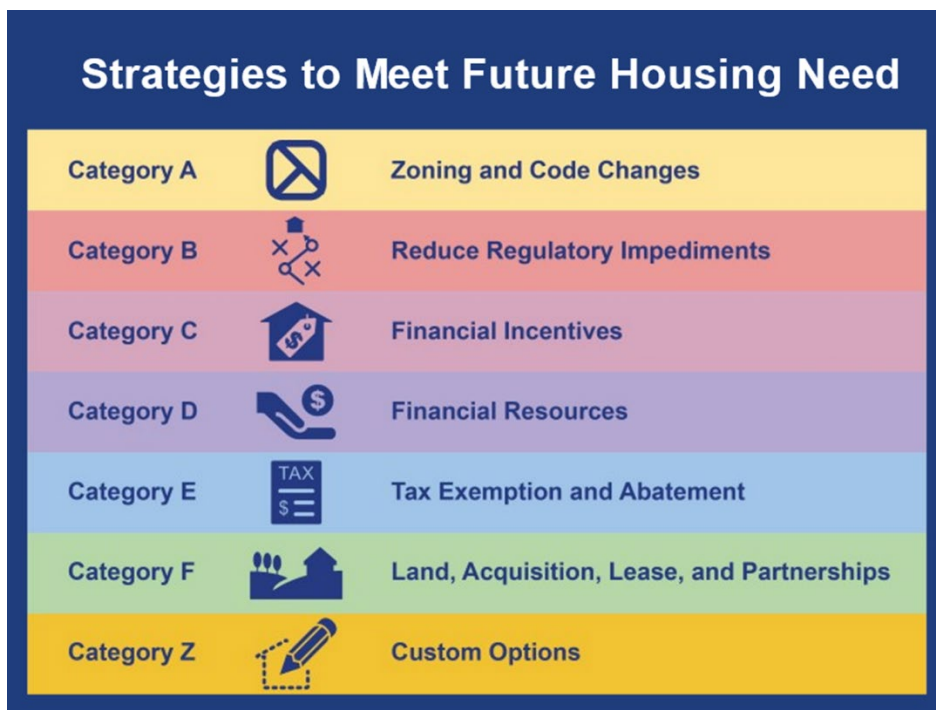 Strategies to Meet Future Housing Need
Category A Zoning and Code Changes
Category B Reduce Regulatory Impediments
Category C $ Financial Incentives
Category D $ Financial Resources
Category E TAX $ Tax Exemption and Abatement
Category F Land, Acquisition, Lease, and Partnerships
Category Z Custom Options